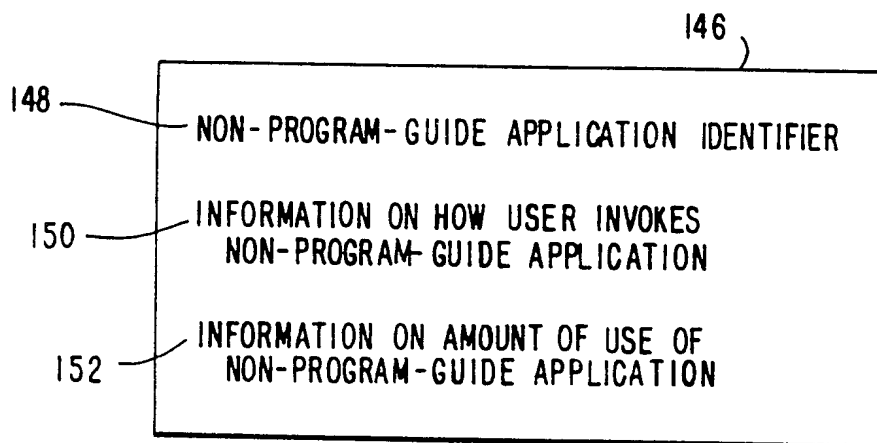 146
148
NON-PROGRAM-GUIDE APPLICATION IDENTIFIER
150
INFORMATION ON HOW USER INVOKES
NON-PROGRAM-GUIDE APPLICATION
152
INFORMATION ON AMOUNT OF USE OF
NON-PROGRAM-GUIDE APPLICATION